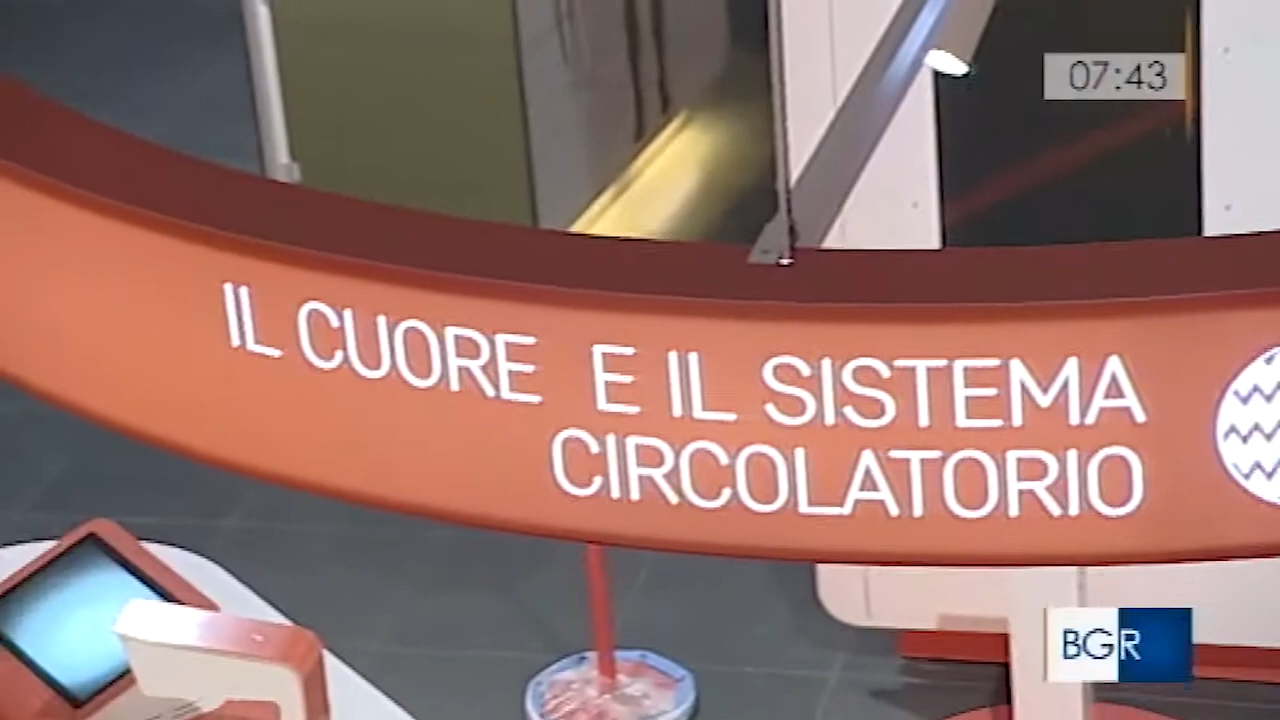 07:43
IL CUORE E IL SISTEMA
CIRCOLATORIO
BGR